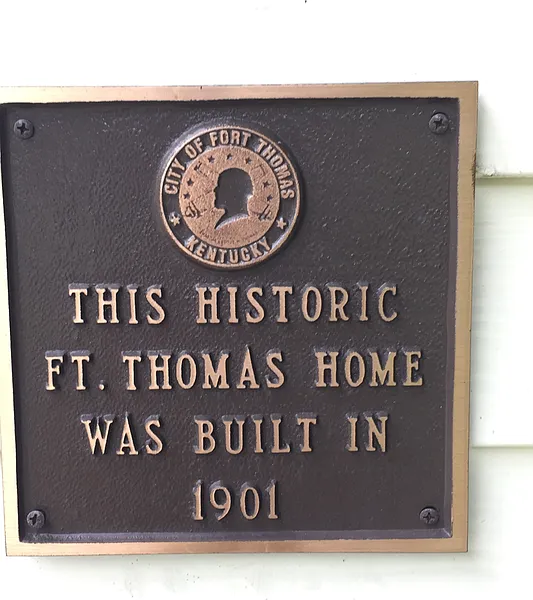 CITY OF FORT THOMAS
KENTUCKY
THIS HISTORIC
FT. THOMAS HOME
WAS BUILT IN
1901